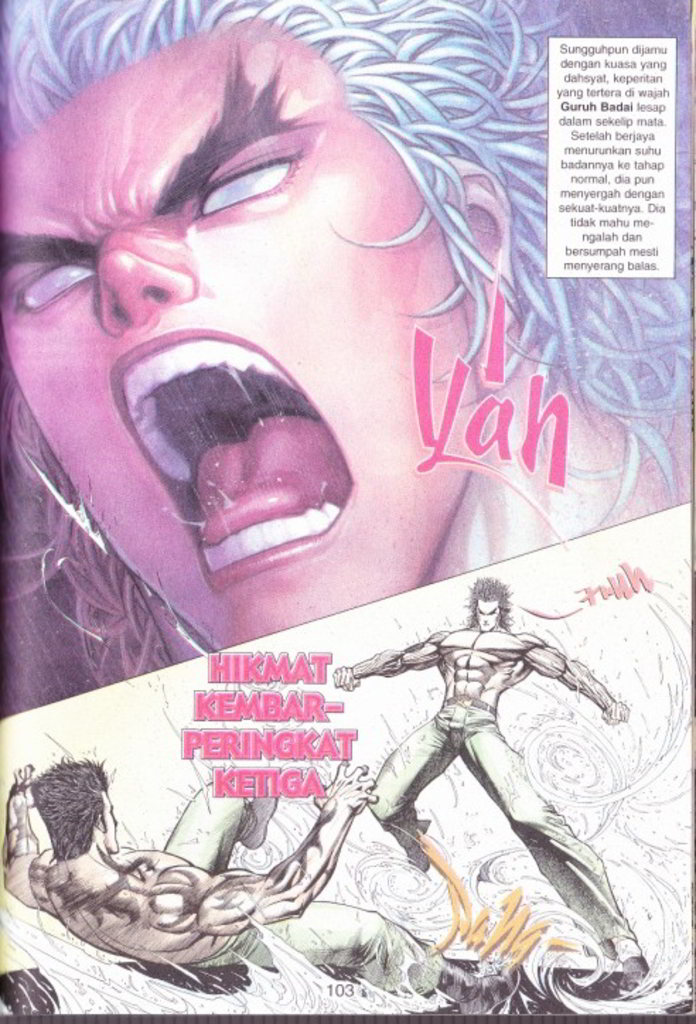 Sungguhpun dijamu
dengan kuasa yang
dahsyat, keperitan
yang tertera di wajah
Guruh Badai lesap
dalam sekelip mata.
Setelah berjaya
menurunkan suhu
badannya ke tahap
normal, dia pun
menyergah dengan
sekuat-kuatnya. Dia
tidak mahu me-
ngalah dan
bersumpah mesti
menyerang balas.
Yah
HIKMAT
KEMBAR-
PERINGKAT
KETIGA
103